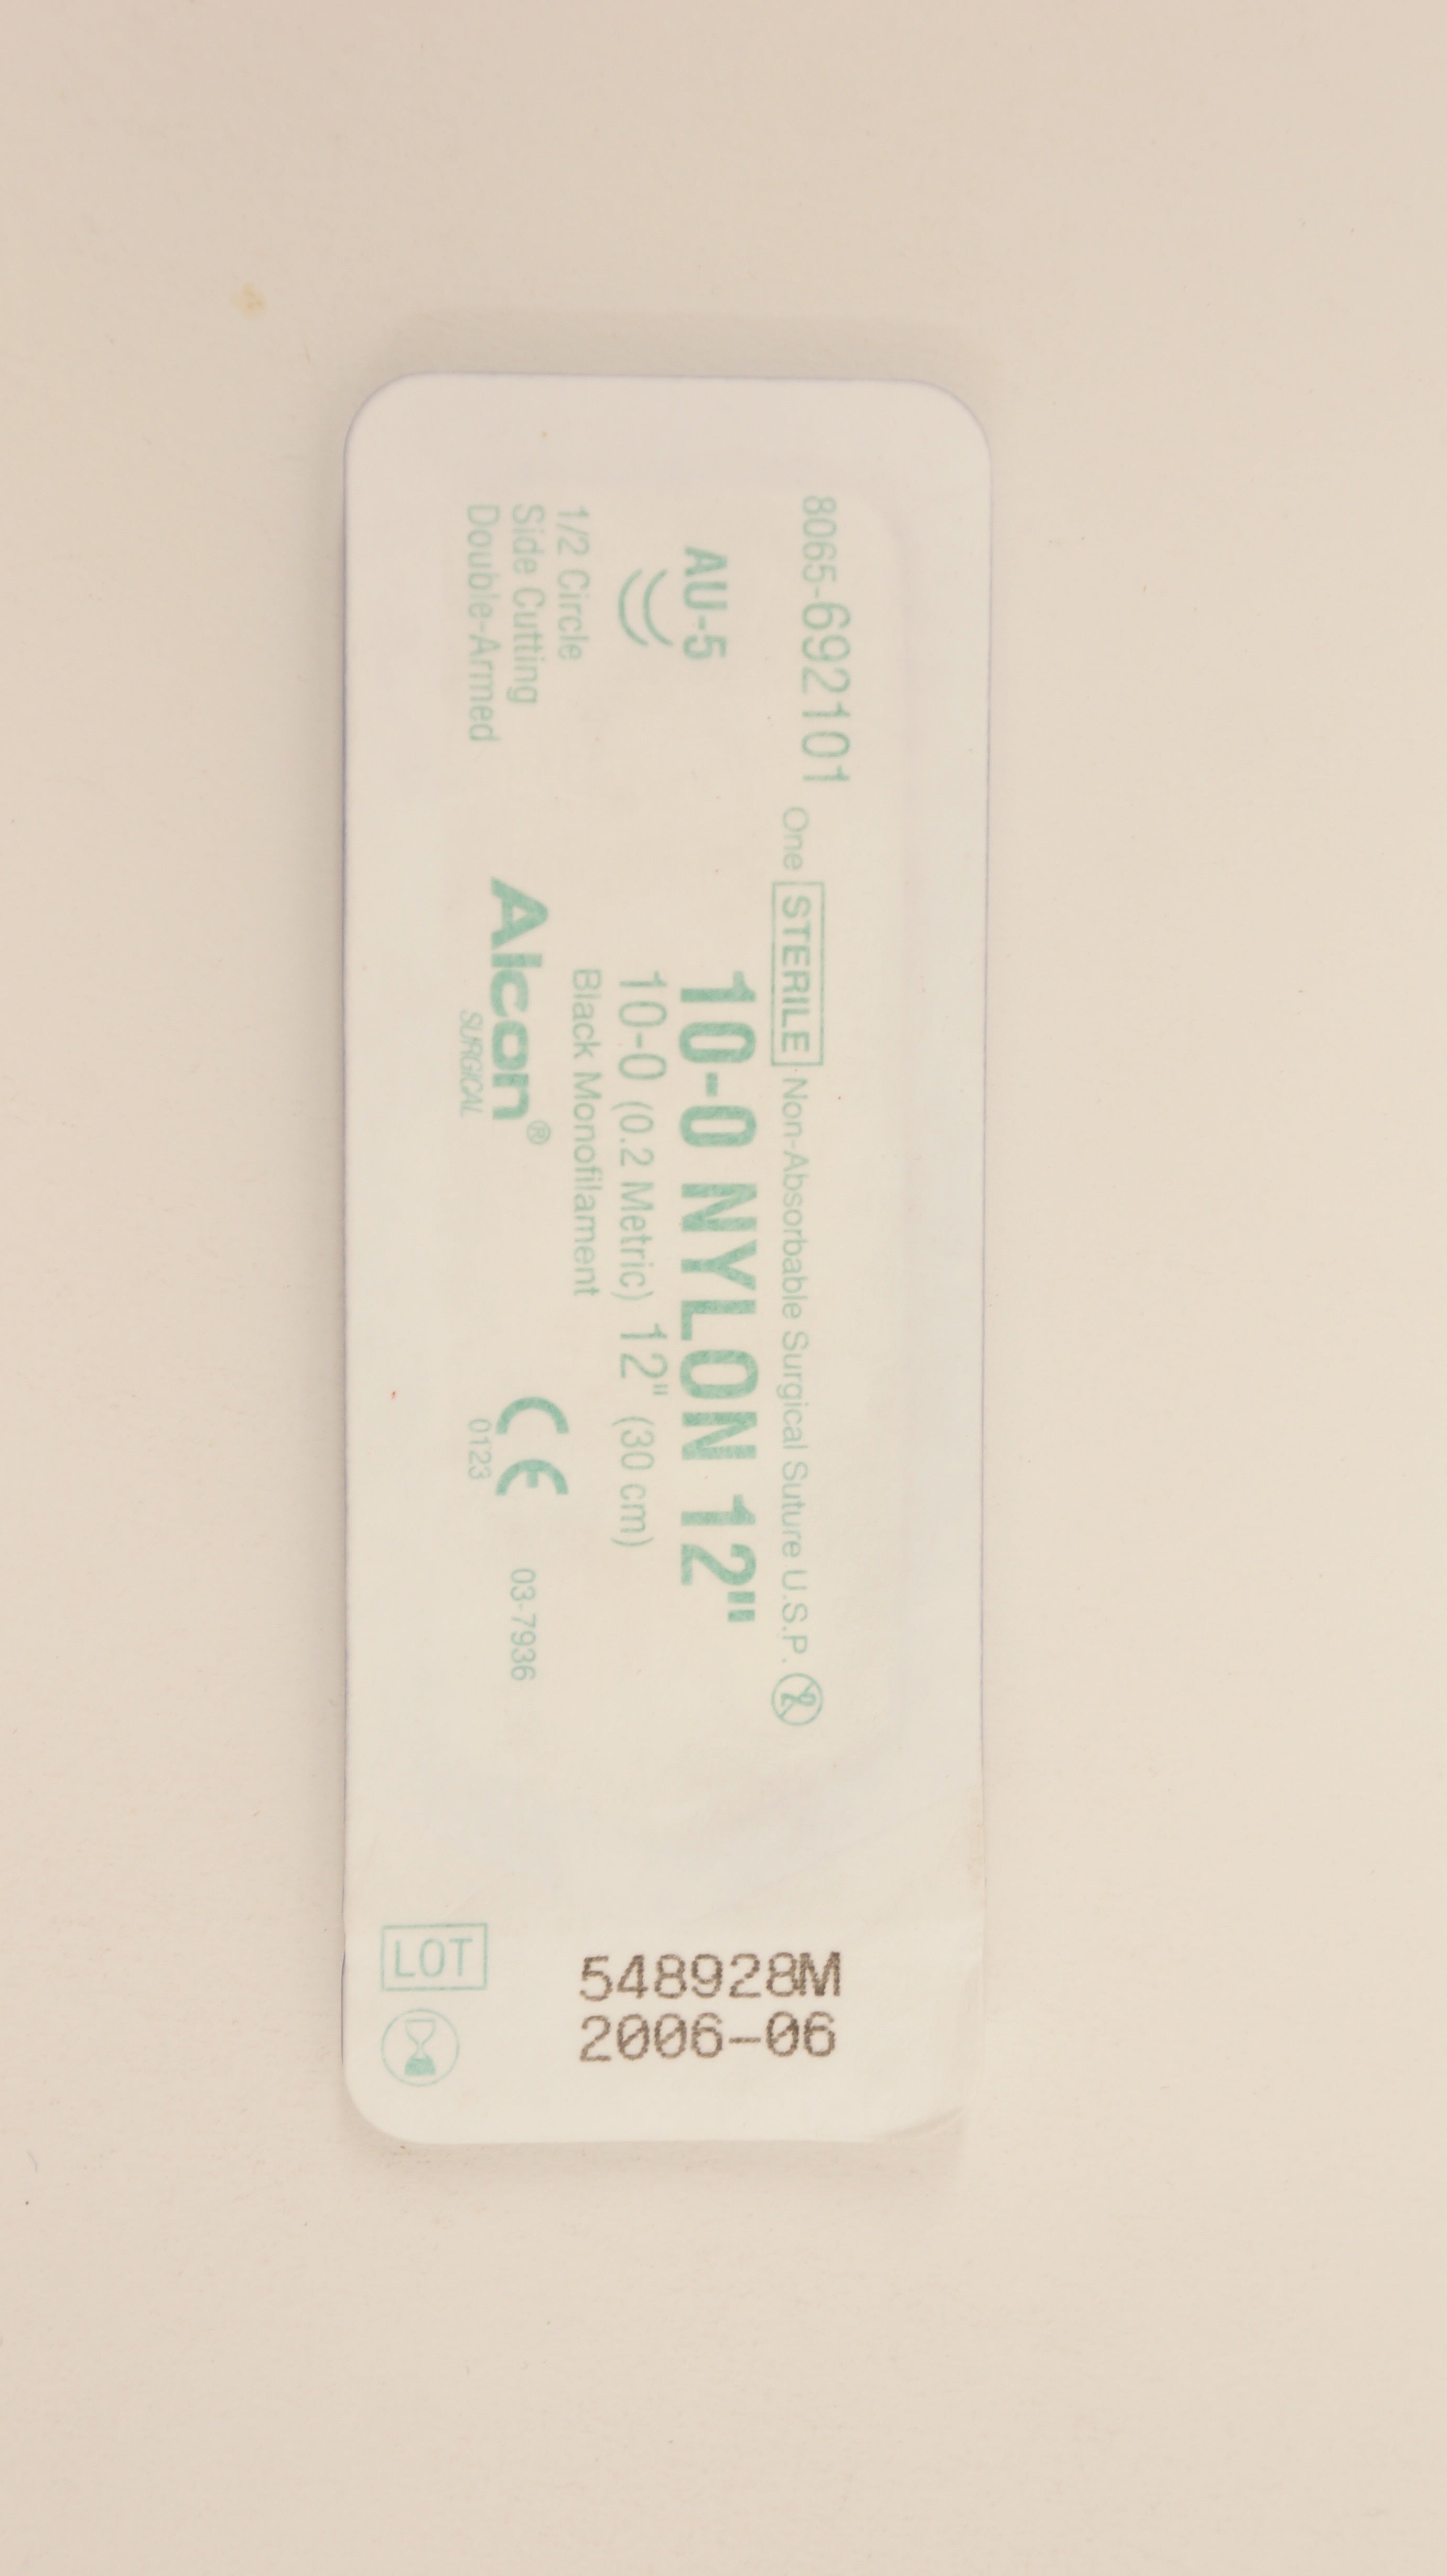 8065-692101 One STERILE Non-Absorbable Surgical Suture U.S.P. 2
AU-5
10-0 NYLON 12"
10-0 (0.2 Metric) 12" (30 cm)
1/2 Circle
Side Cutting
Double-Armed
Black Monofilament
Alcon®
SURGICAL
CE
0123
03-7936
LOT 548928M
2006-06